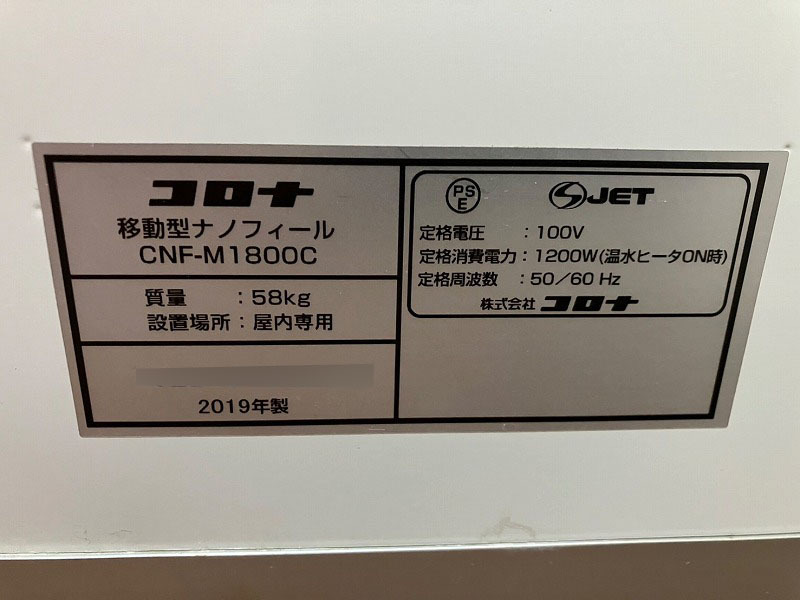 コロナ
移動型ナノフィール
CNF-M1800C
質量　：58kg
設置場所：屋内専用
2019年製
PS
E
JET
定格電圧　：100V
定格消費電力：1200W(温水ヒータON時)
定格周波数　：50／60 Hz
株式会社 コロナ